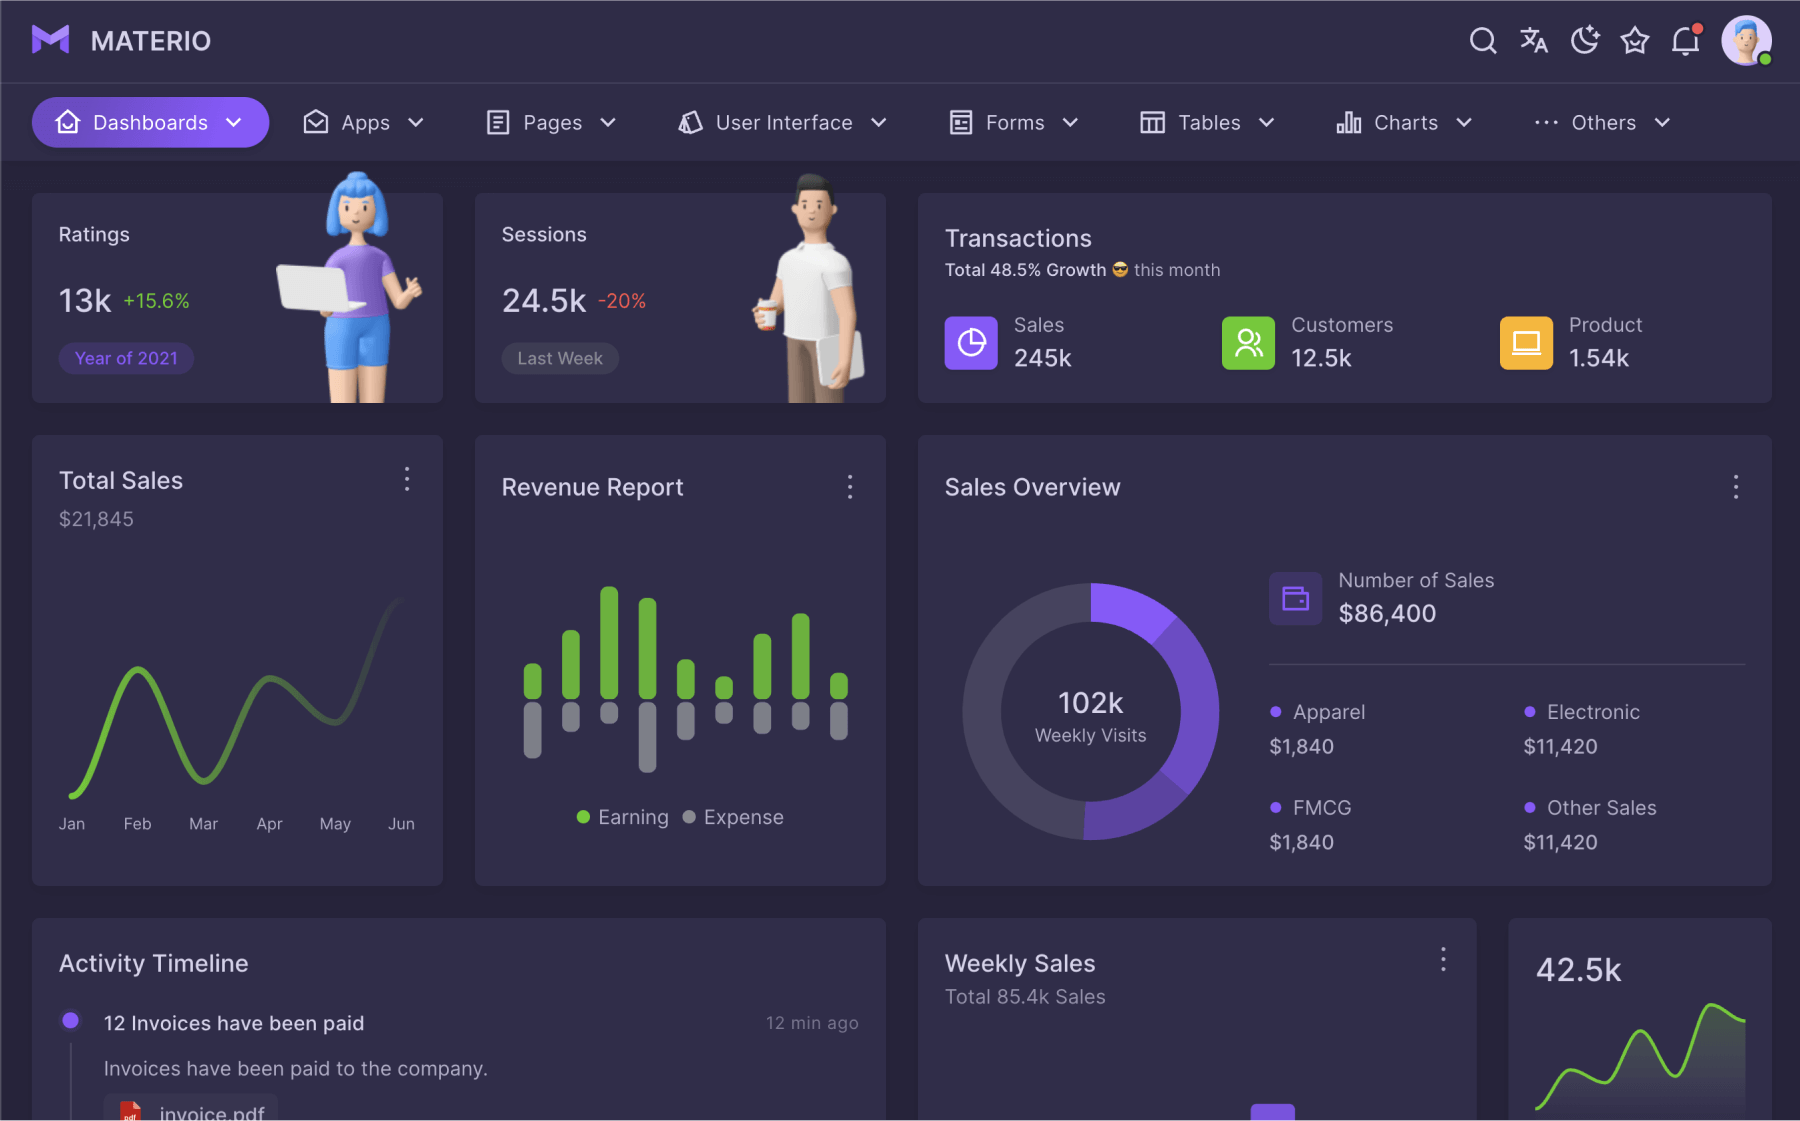 MATERIO
Dashboards
Apps
Pages
User Interface
Forms
Tables
Charts
Others
Ratings
13k +15.6%
Year of 2021
Sessions
24.5k -20%
Last Week
Transactions
Total 48.5% Growth 😎 this month
Sales
245k
Customers
12.5k
Product
1.54k
Total Sales
$21,845
Jan Feb Mar Apr May Jun
Revenue Report
Earning Expense
Sales Overview
102k
Weekly Visits
Number of Sales
$86,400
Apparel
$1,840
Electronic
$11,420
FMCG
$1,840
Other Sales
$11,420
Activity Timeline
12 Invoices have been paid
12 min ago
Invoices have been paid to the company.
pdf
invoice.pdf
Weekly Sales
Total 85.4k Sales
42.5k